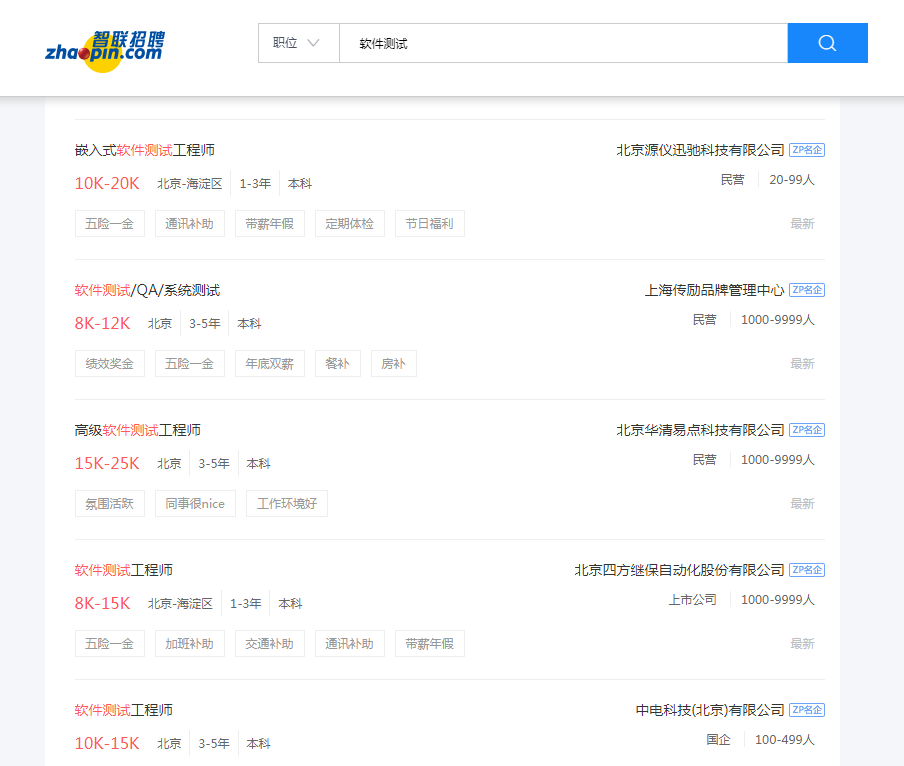 智联招聘
zhaopin.com
职位 软件测试
嵌入式软件测试工程师 北京源仪迅驰科技有限公司 ZP名企
10K-20K 北京-海淀区 1-3年 本科 民营 20-99人
五险一金 通讯补助 带薪年假 定期体检 节日福利 最新
软件测试/QA/系统测试 上海传励品牌管理中心 ZP名企
8K-12K 北京 3-5年 本科 民营 1000-9999人
绩效奖金 五险一金 年底双薪 餐补 房补 最新
高级软件测试工程师 北京华清易点科技有限公司 ZP名企
15K-25K 北京 3-5年 本科 民营 1000-9999人
氛围活跃 同事很nice 工作环境好 最新
软件测试工程师 北京四方继保自动化股份有限公司 ZP名企
8K-15K 北京-海淀区 1-3年 本科 上市公司 1000-9999人
五险一金 加班补助 交通补助 通讯补助 带薪年假 最新
软件测试工程师 中电科技(北京)有限公司 ZP名企
10K-15K 北京 3-5年 本科 国企 100-499人